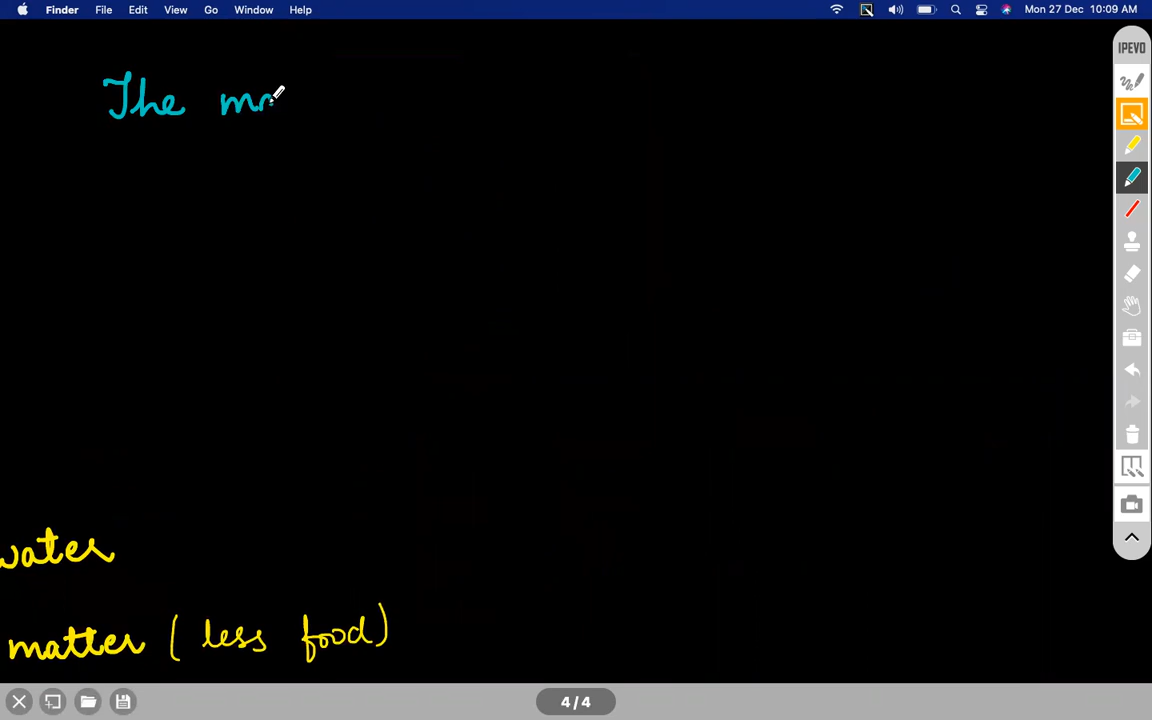 Finder File Edit View Go Window Help Mon 27 Dec 10:09 AM
IPEVO
The
water
matter (less food)
4/4